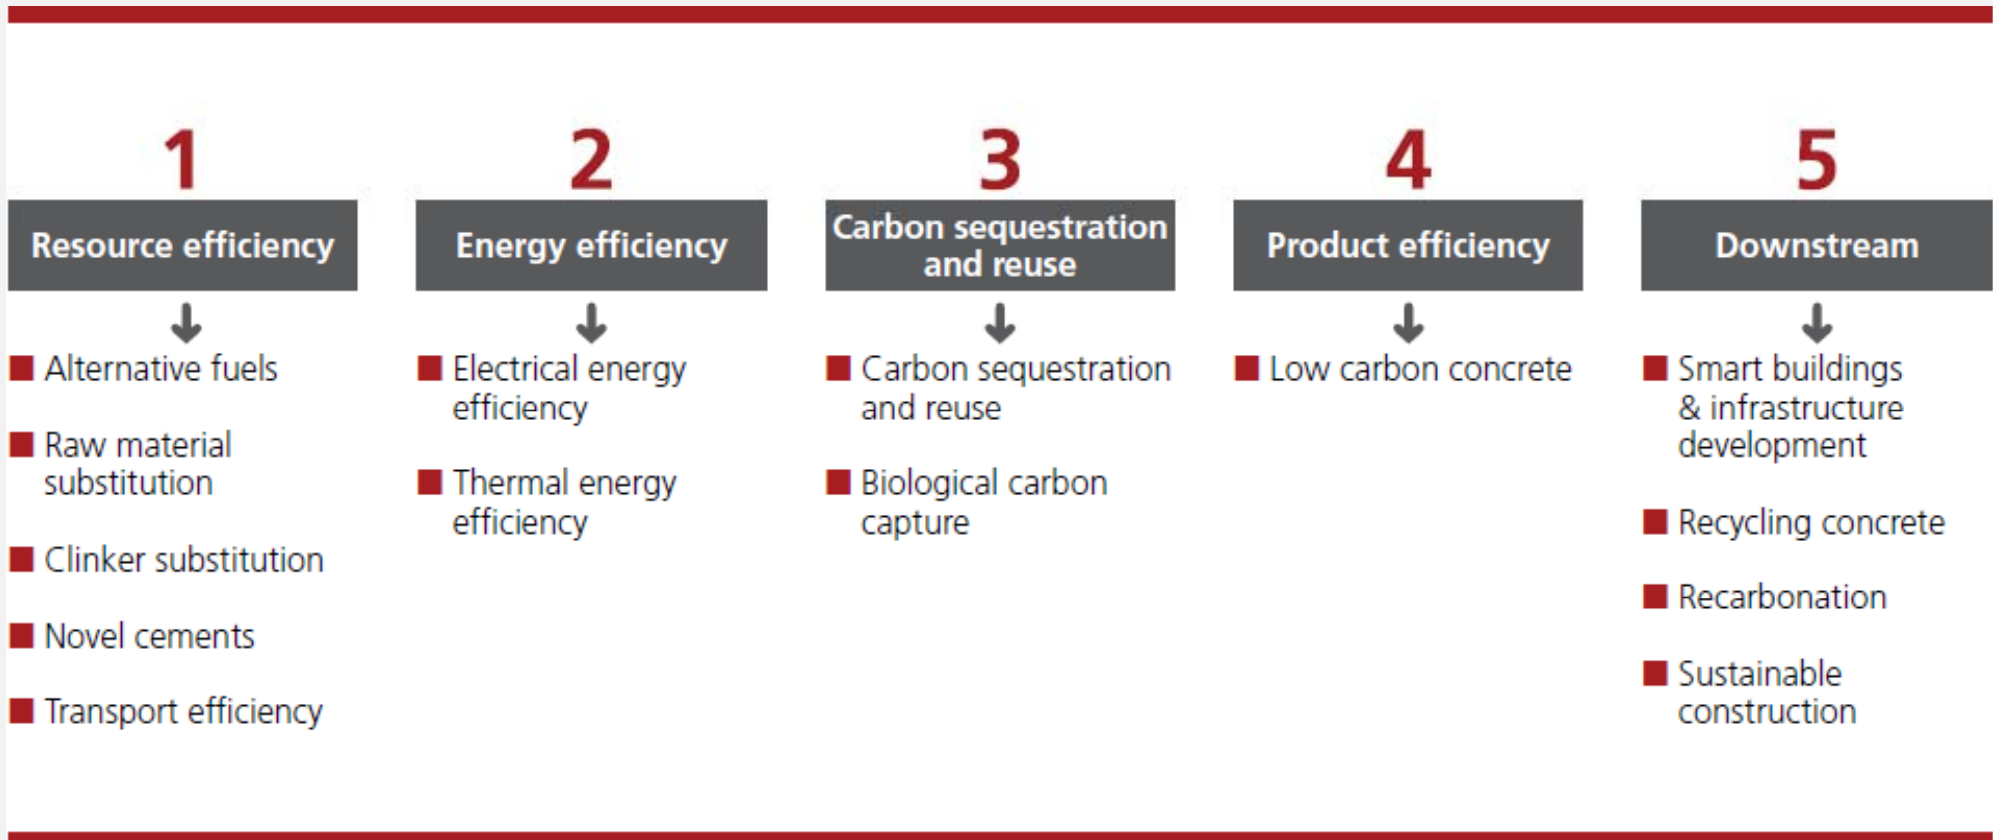 1
Resource efficiency
Alternative fuels
Raw material
substitution
Clinker substitution
Novel cements
Transport efficiency
2
Energy efficiency
Electrical energy
efficiency
Thermal energy
efficiency
3
Carbon sequestration
and reuse
Carbon sequestration
and reuse
Biological carbon
capture
4
Product efficiency
Low carbon concrete
5
Downstream
Smart buildings
& infrastructure
development
Recycling concrete
Recarbonation
Sustainable
construction